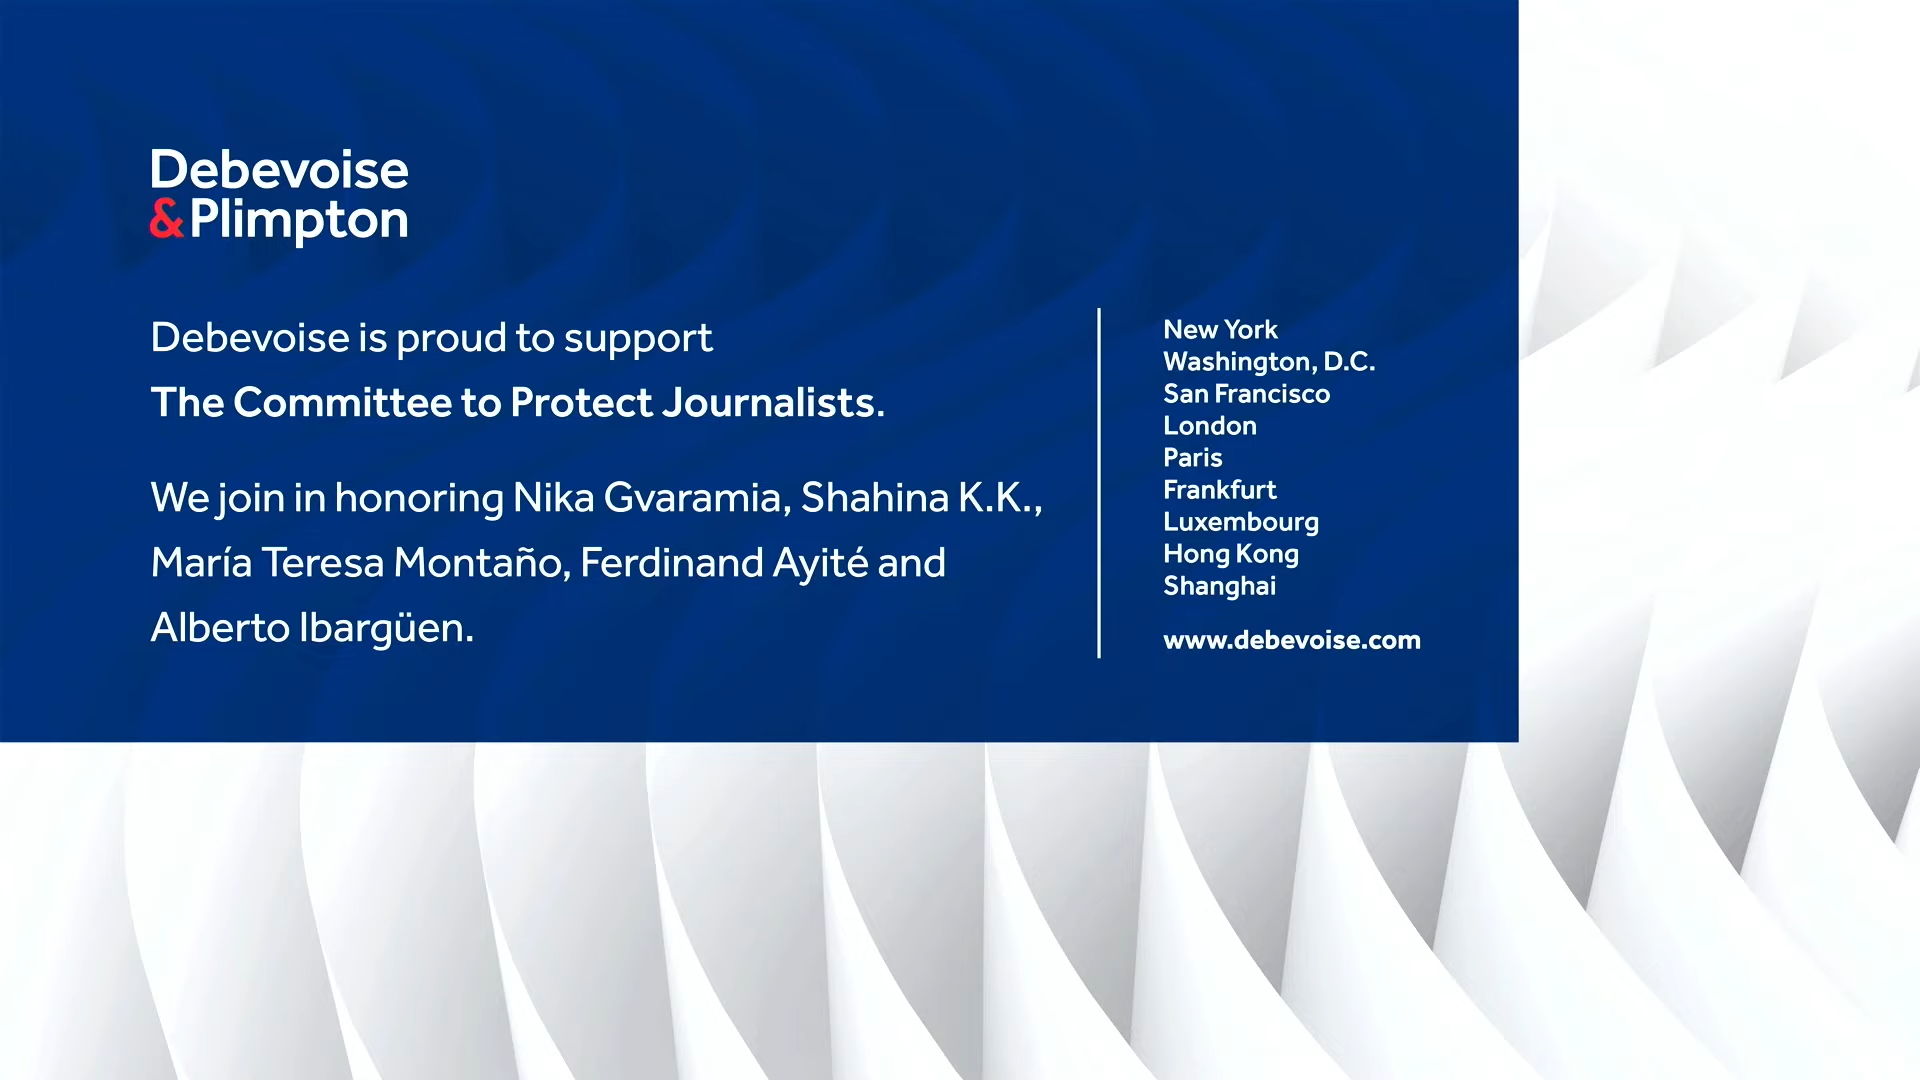 Debevoise
&Plimpton
Debevoise is proud to support
The Committee to Protect Journalists.
We join in honoring Nika Gvaramia, Shahina K.K.,
María Teresa Montaño, Ferdinand Ayité and
Alberto Ibargüen.
New York
Washington, D.C.
San Francisco
London
Paris
Frankfurt
Luxembourg
Hong Kong
Shanghai
www.debevoise.com